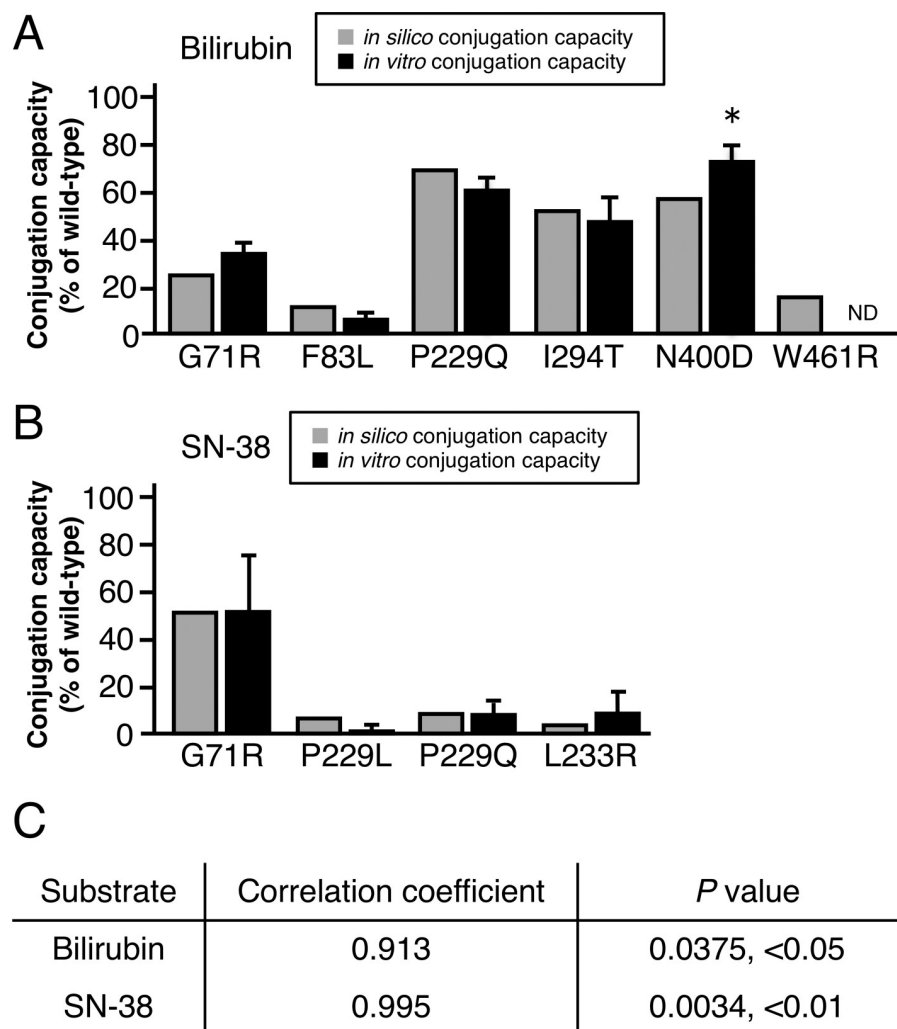 A
Bilirubin
in silico conjugation capacity
in vitro conjugation capacity
Conjugation capacity
(% of wild-type)
100
80
60
40
20
0
*
ND
G71R F83L P229Q I294T N400D W461R
B
SN-38
in silico conjugation capacity
in vitro conjugation capacity
Conjugation capacity
(% of wild-type)
100
80
60
40
20
0
G71R P229L P229Q L233R
C
Substrate Correlation coefficient P value
Bilirubin 0.913 0.0375, <0.05
SN-38 0.995 0.0034, <0.01